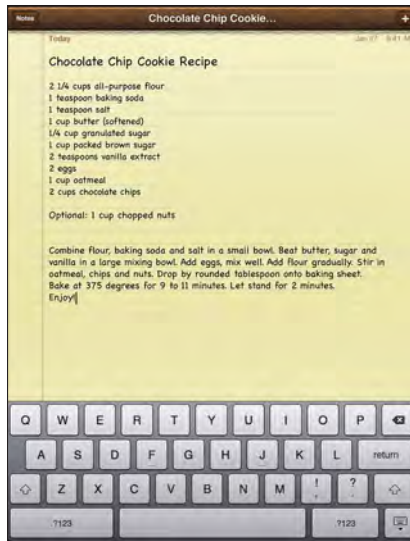 Notes
Chocolate Chip Cookie...
+
Today
Jan 27 9:41 AM
Chocolate Chip Cookie Recipe
2 1/4 cups all-purpose flour
1 teaspoon baking soda
1 teaspoon salt
1 cup butter (softened)
1/4 cup granulated sugar
1 cup packed brown sugar
2 teaspoons vanilla extract
2 eggs
1 cup oatmeal
2 cups chocolate chips
Optional: 1 cup chopped nuts
Combine flour, baking soda and salt in a small bowl. Beat butter, sugar and
vanilla in a large mixing bowl. Add eggs, mix well. Add flour gradually. Stir in
oatmeal, chips and nuts. Drop by rounded tablespoon onto baking sheet.
Bake at 375 degrees for 9 to 11 minutes. Let stand for 2 minutes.
Enjoy!
Q W E R T Y U I O P
A S D F G H J K L return
Z X C V B N M ! , ? .
?123 ?123